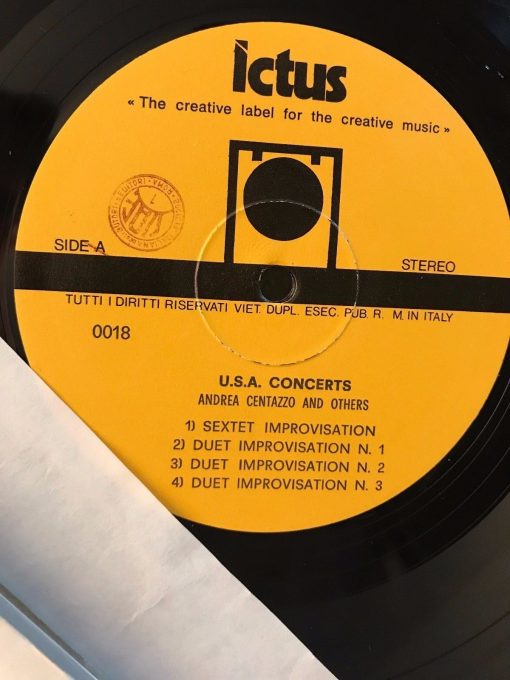 ictus
« The creative label for the creative music »
SIDE A
STEREO
TUTTI I DIRITTI RISERVATI VIET. DUPL. ESEC. PUB. R. M. IN ITALY
0018
U.S.A. CONCERTS
ANDREA CENTAZZO AND OTHERS
1) SEXTET IMPROVISATION
2) DUET IMPROVISATION N. 1
3) DUET IMPROVISATION N. 2
4) DUET IMPROVISATION N. 3